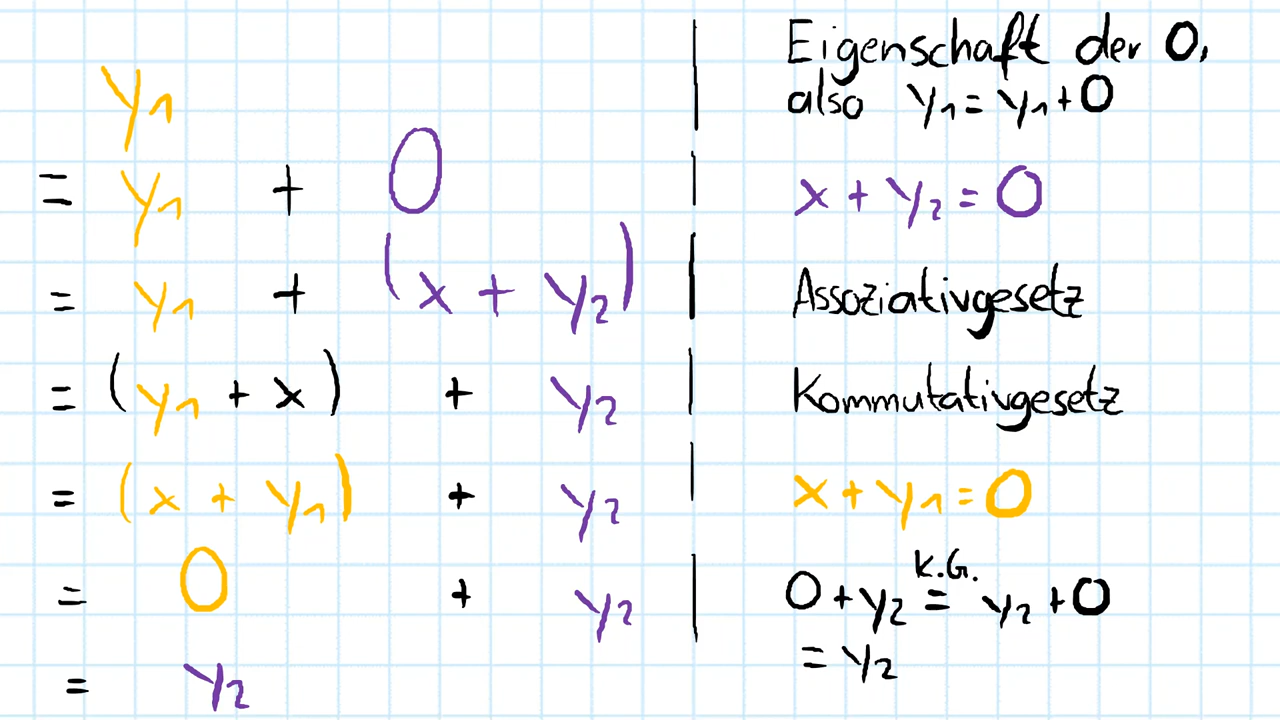 y₁
Eigenschaft der 0,
also y₁ = y₁ + 0
= y₁ + 0
x + y₂ = 0
= y₁ + (x + y₂)
Assoziativgesetz
= (y₁ + x) + y₂
Kommutativgesetz
= (x + y₁) + y₂
x + y₁ = 0
= 0 + y₂
K.G.
0 + y₂ = y₂ + 0
= y₂
= y₂